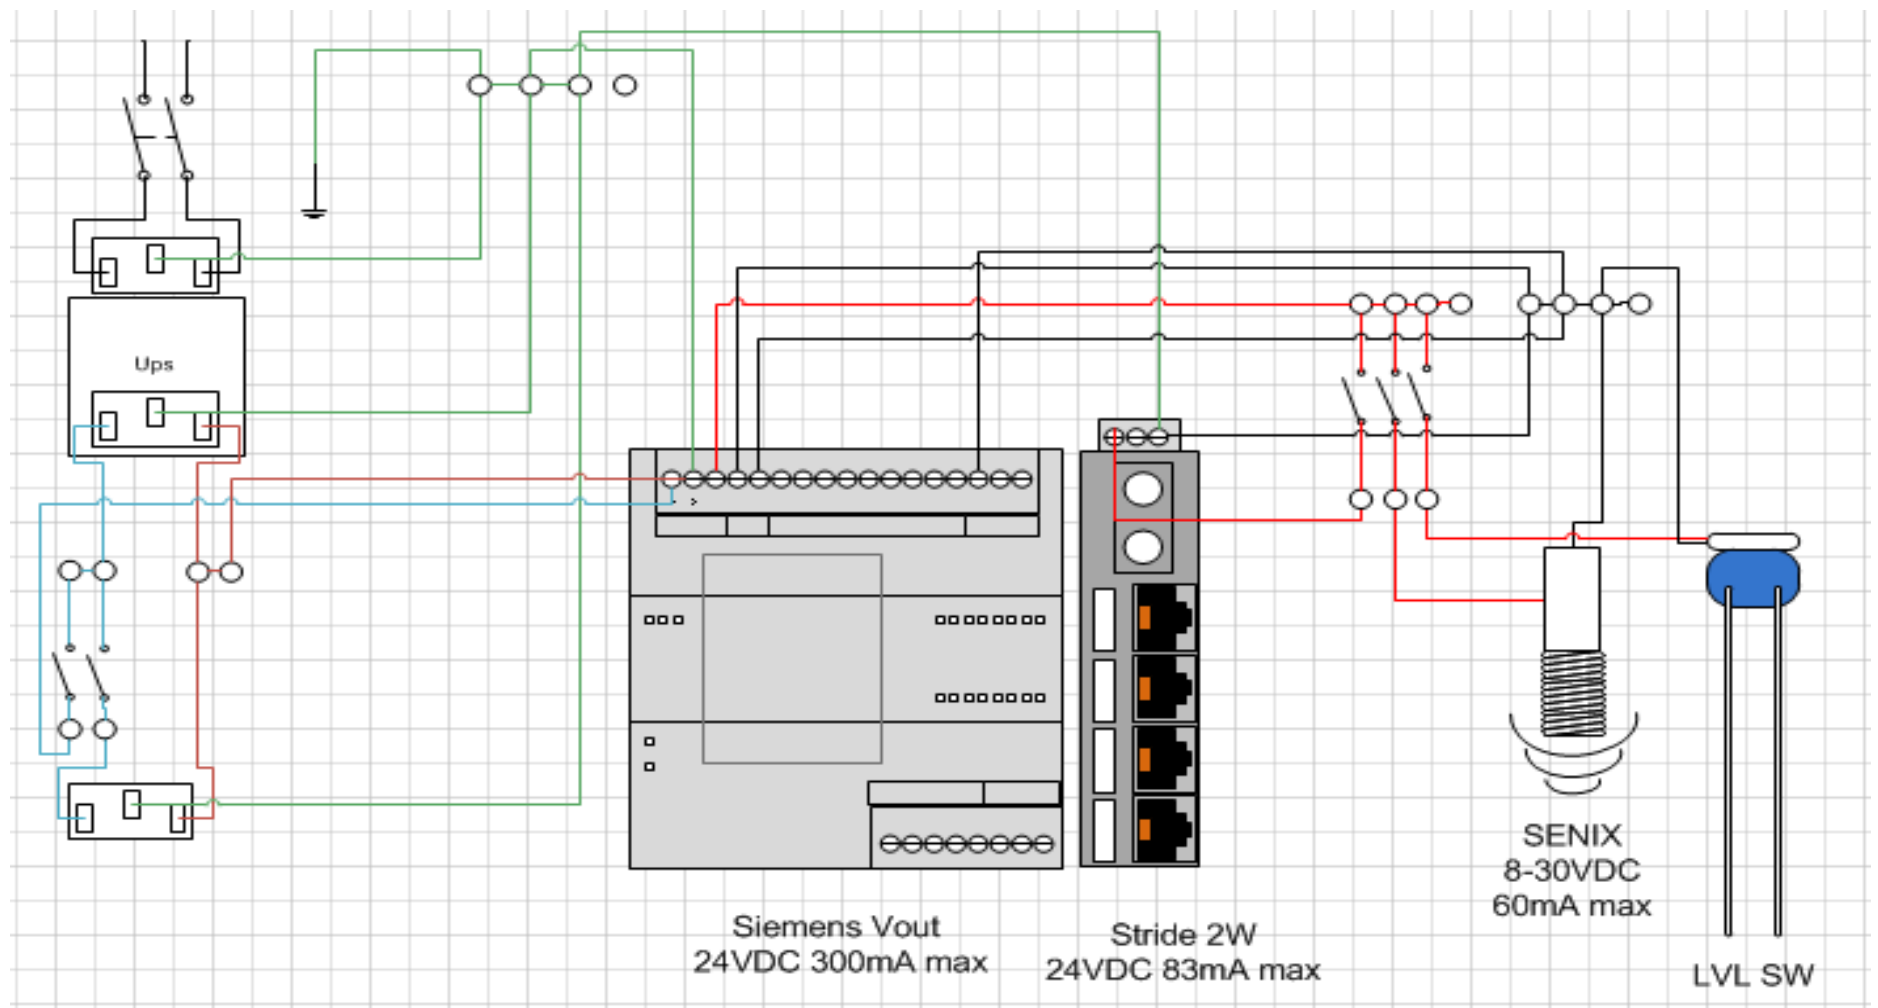 Ups
Siemens Vout
24VDC 300mA max
Stride 2W
24VDC 83mA max
SENIX
8-30VDC
60mA max
LVL SW